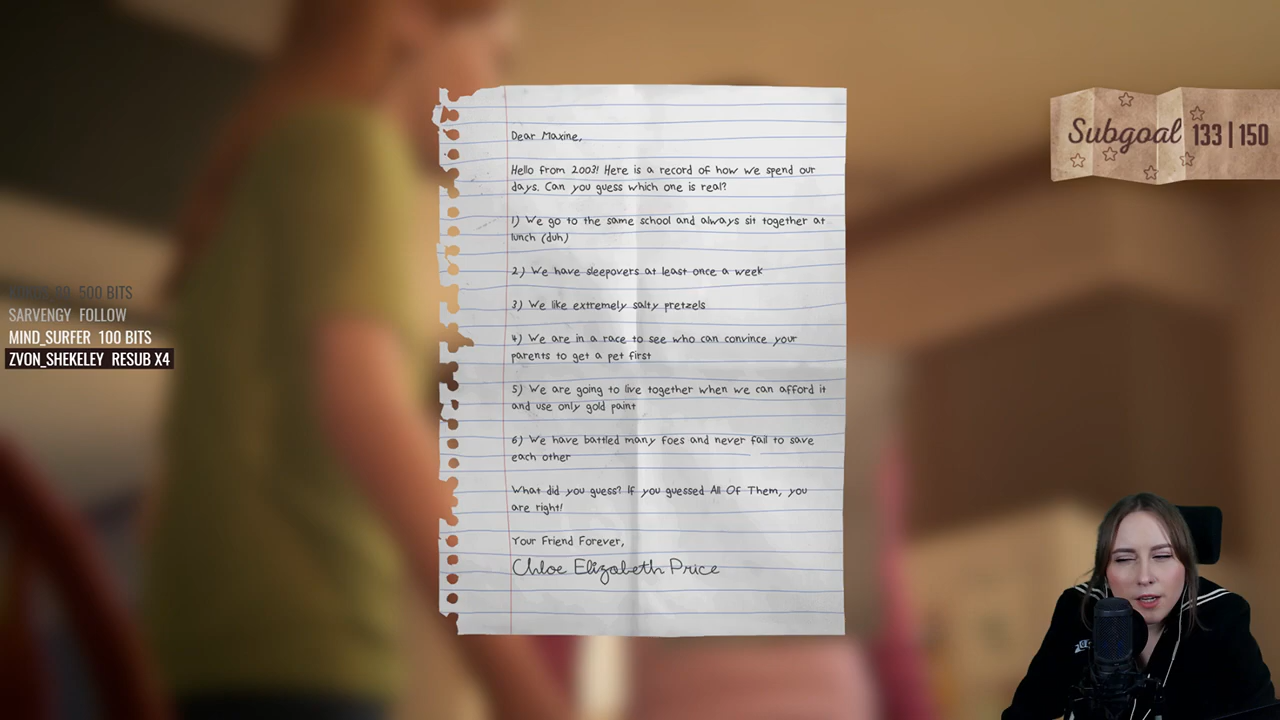 Dear Maxine,
Hello from 2003! Here is a record of how we spend our
days. Can you guess which one is real?
1) We go to the same school and always sit together at
lunch (duh)
2) We have sleepovers at least once a week
3) We like extremely salty pretzels
4) We are in a race to see who can convince your
parents to get a pet first
5) We are going to live together when we can afford it
and use only gold paint
6) We have battled many foes and never fail to save
each other
What did you guess? If you guessed All Of Them, you
are right!
Your Friend Forever,
Chloe Elizabeth Price
Subgoal 133 | 150
500 BITS
SARVENGY FOLLOW
MIND_SURFER 100 BITS
ZVON_SHEKELEY RESUB X4